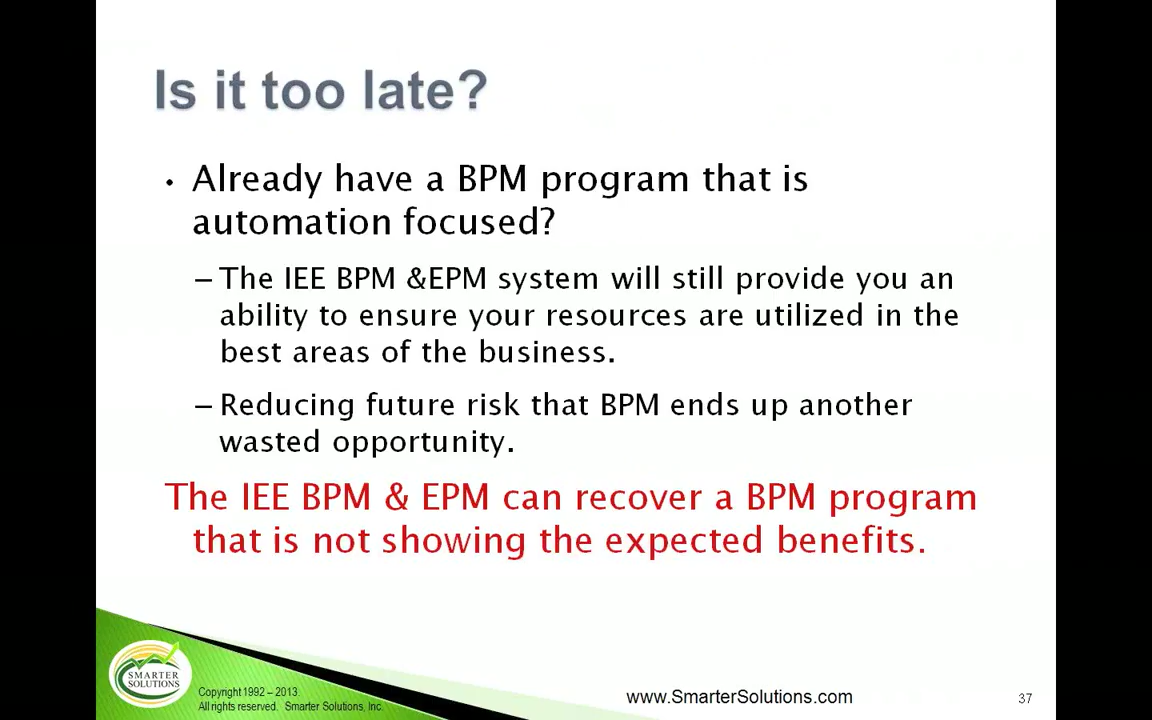 Is it too late?
• Already have a BPM program that is
automation focused?
– The IEE BPM &EPM system will still provide you an
ability to ensure your resources are utilized in the
best areas of the business.
– Reducing future risk that BPM ends up another
wasted opportunity.
The IEE BPM & EPM can recover a BPM program
that is not showing the expected benefits.
SMARTER
SOLUTIONS
Copyright 1992 – 2013
All rights reserved. Smarter Solutions, Inc.
www.SmarterSolutions.com
37